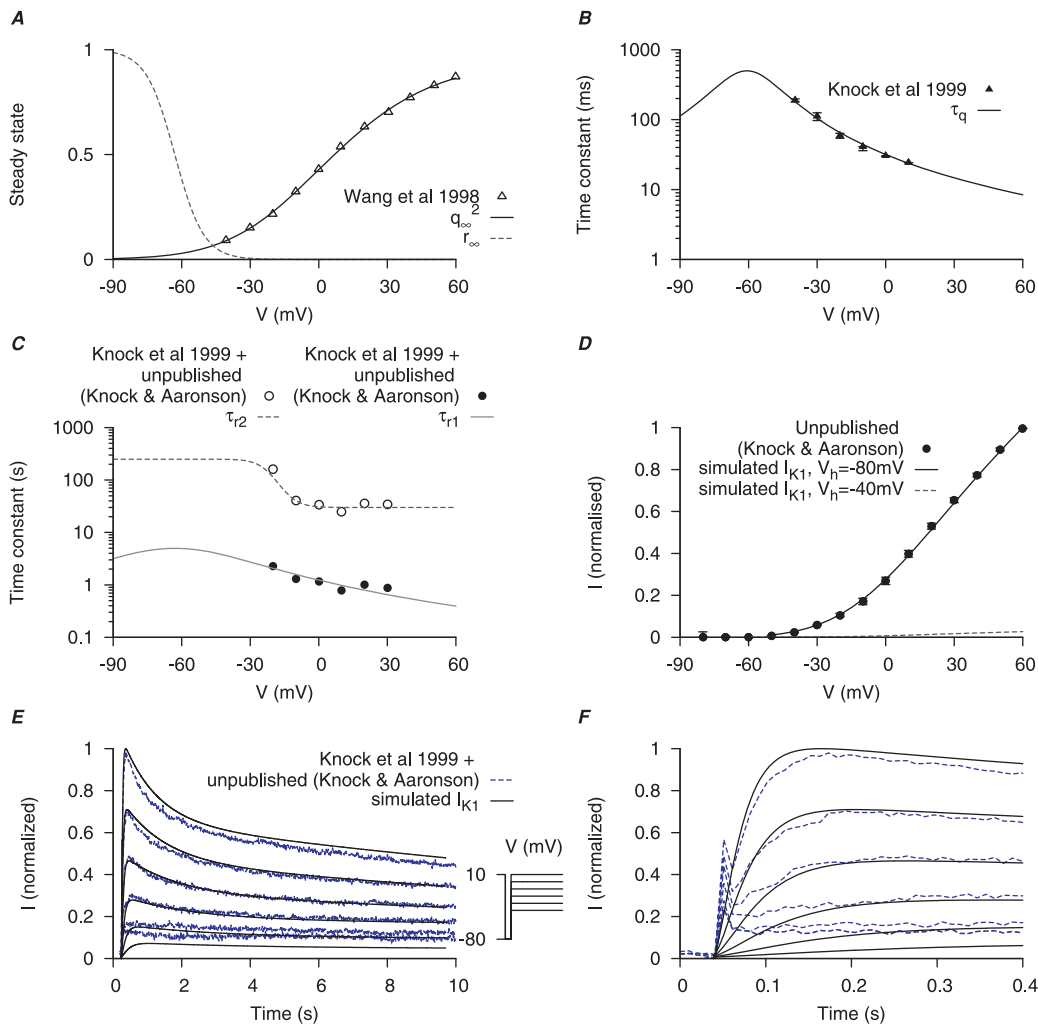 A
1
0.5
0
Steady state
Wang et al 1998
q∞²
r∞
-90 -60 -30 0 30 60
V (mV)
B
1000
100
10
1
Time constant (ms)
Knock et al 1999
τq
-90 -60 -30 0 30 60
V (mV)
C
Knock et al 1999 +
unpublished
(Knock & Aaronson)
τr2
Knock et al 1999 +
unpublished
(Knock & Aaronson)
τr1
1000
100
10
1
0.1
Time constant (s)
-90 -60 -30 0 30 60
V (mV)
D
Unpublished
(Knock & Aaronson)
simulated IK1, Vh=-80mV
simulated IK1, Vh=-40mV
1
0.8
0.6
0.4
0.2
0
I (normalised)
-90 -60 -30 0 30 60
V (mV)
E
1
0.8
0.6
0.4
0.2
0
I (normalized)
Knock et al 1999 +
unpublished (Knock & Aaronson)
simulated IK1
V (mV)
10
-80
0 2 4 6 8 10
Time (s)
F
1
0.8
0.6
0.4
0.2
0
I (normalized)
0 0.1 0.2 0.3 0.4
Time (s)